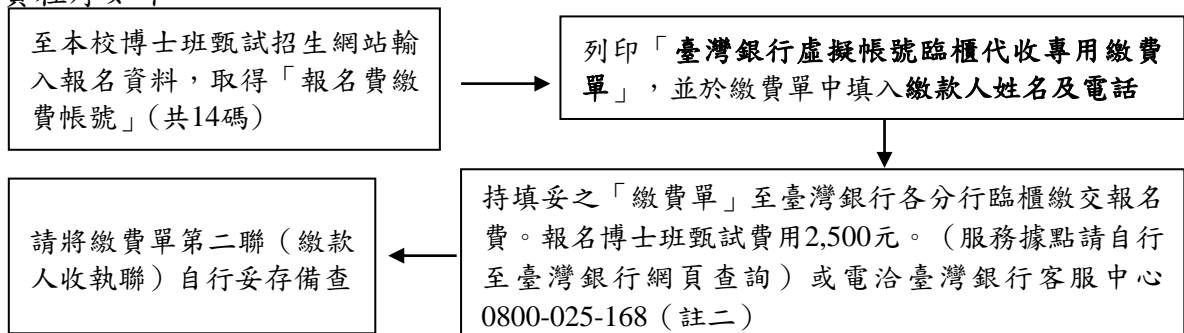 至本校博士班甄試招生網站輸
入報名資料，取得「報名費繳
費帳號」（共14碼）
列印「臺灣銀行虛擬帳號臨櫃代收專用繳費
單」，並於繳費單中填入繳款人姓名及電話
持填妥之「繳費單」至臺灣銀行各分行臨櫃繳交報名
費。報名博士班甄試費用2,500元。（服務據點請自行
至臺灣銀行網頁查詢）或電洽臺灣銀行客服中心
0800-025-168（註二）
請將繳費單第二聯（繳款
人收執聯）自行妥存備查